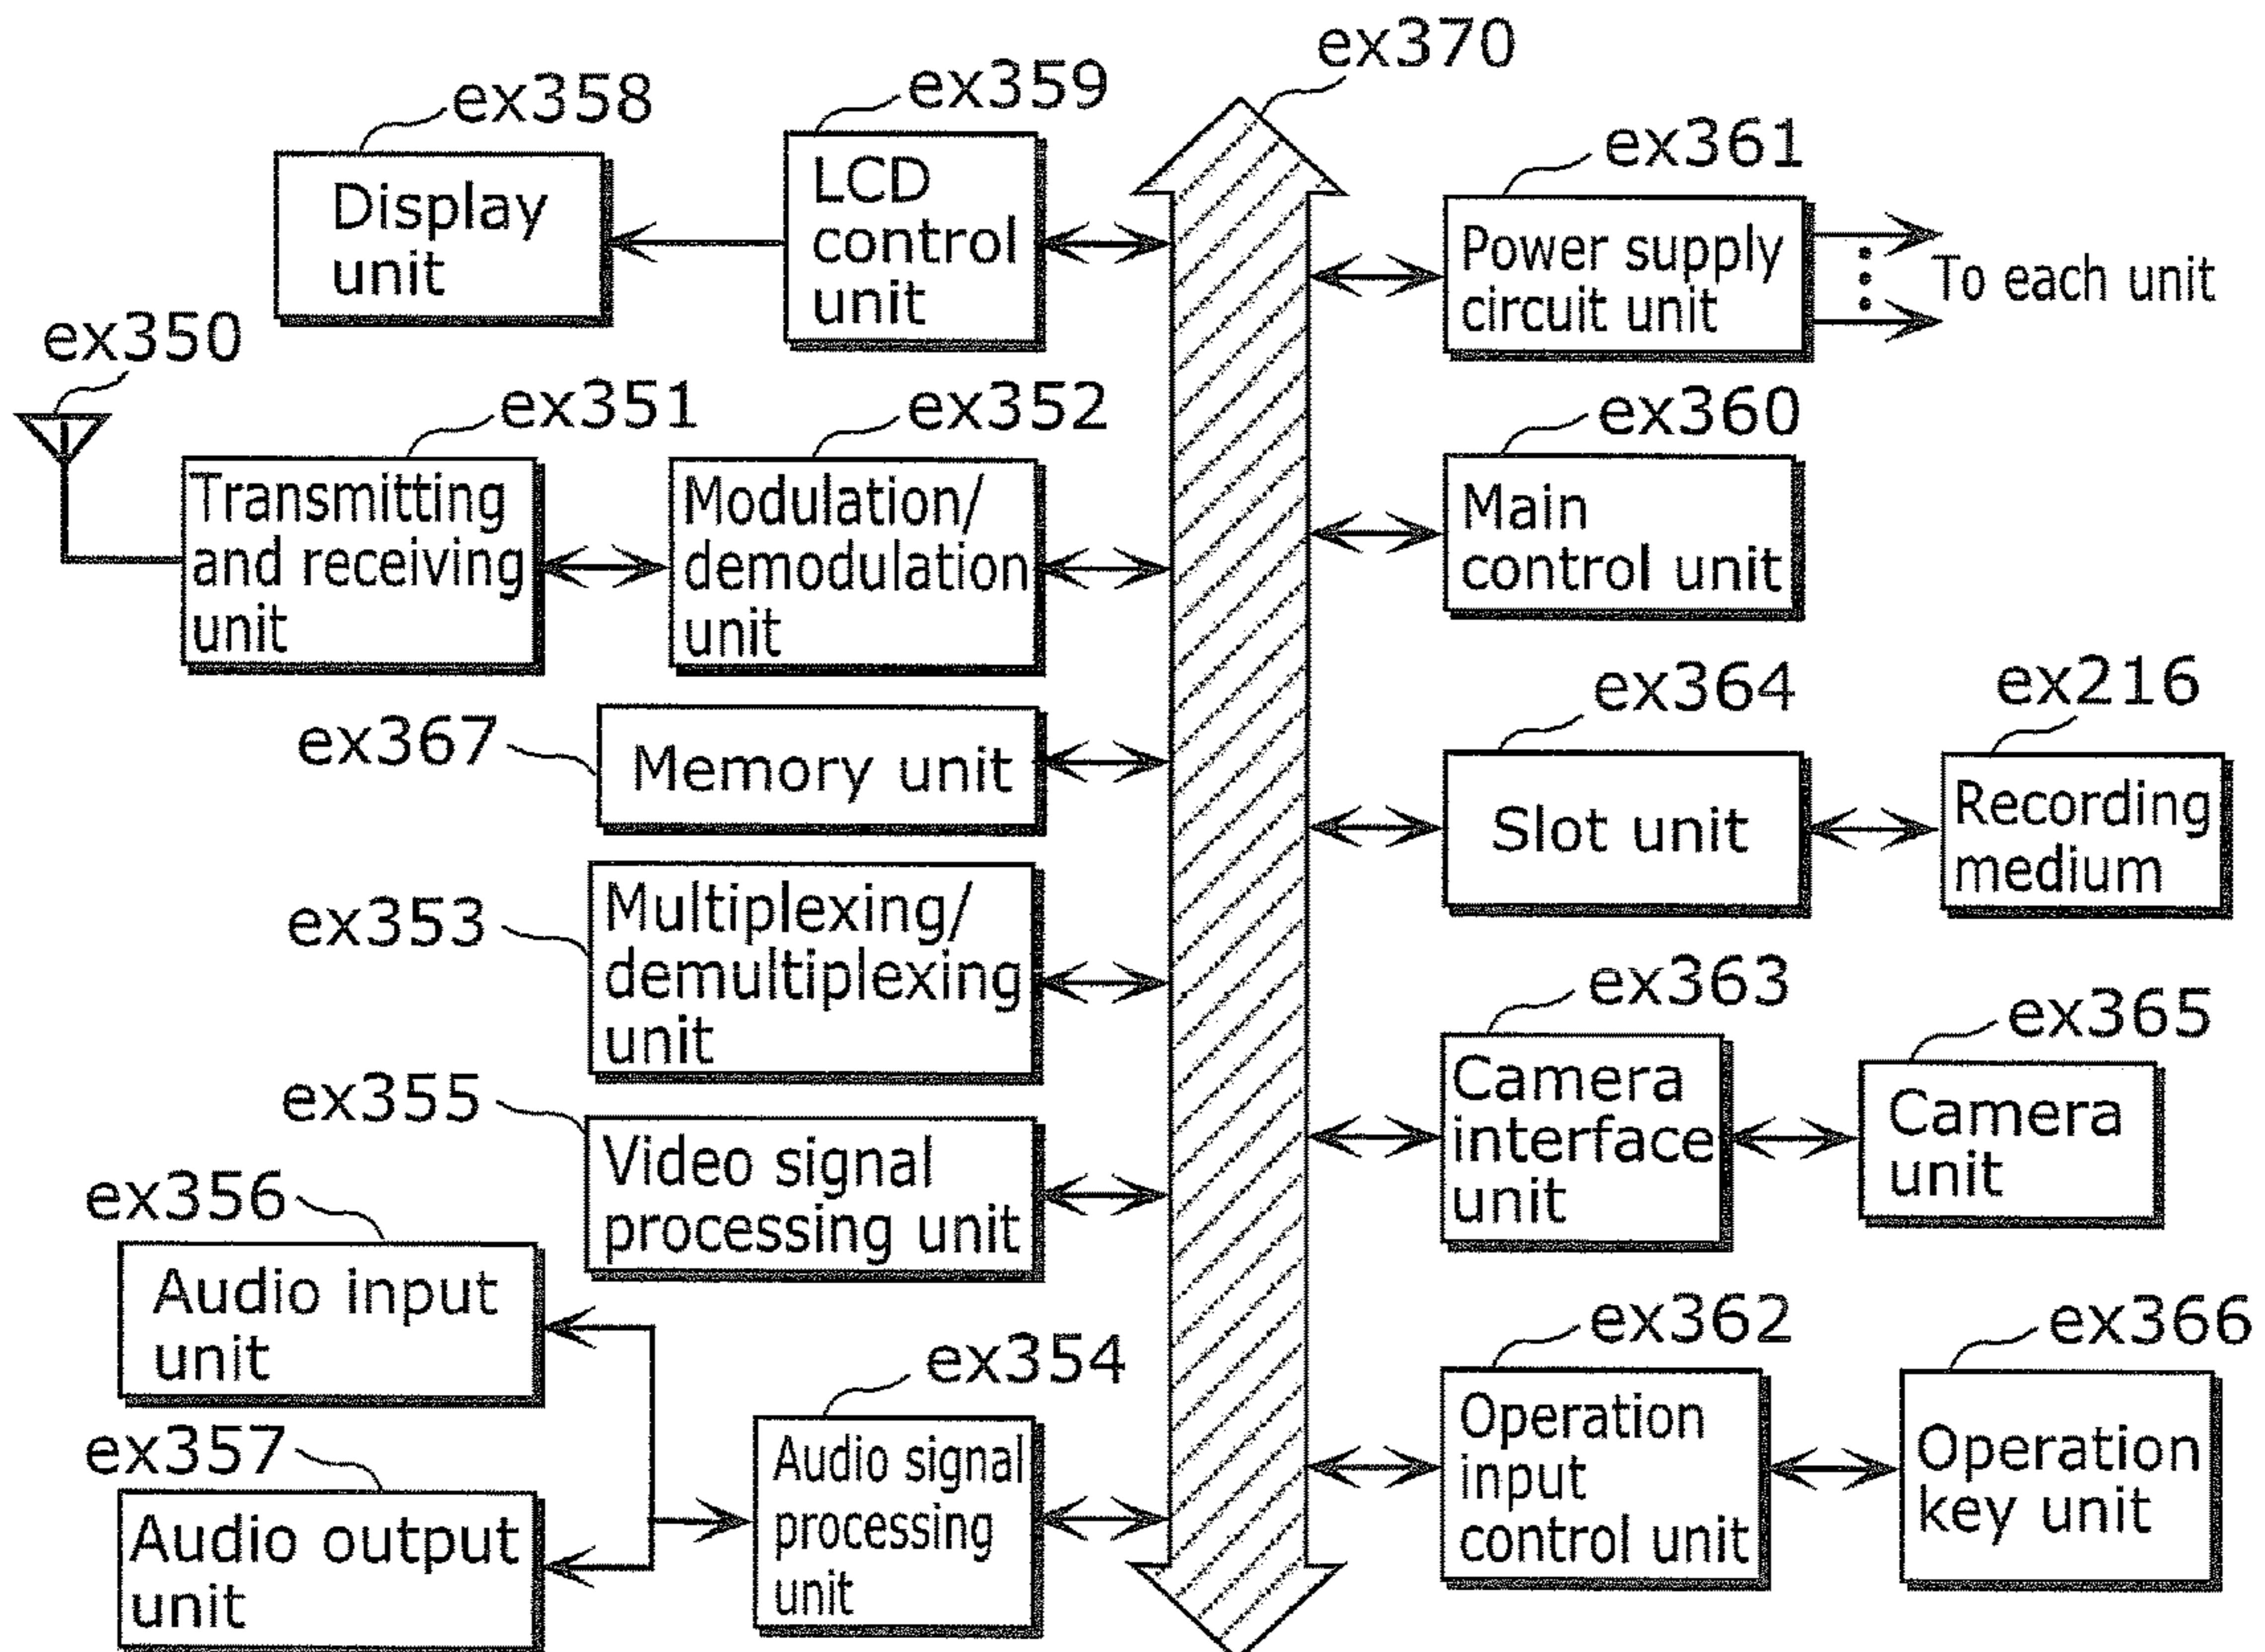 ex370
ex359
ex358
LCD
control
unit
Display
unit
ex361
Power supply
circuit unit
To each unit
ex350
ex351
ex352
Transmitting
and receiving
unit
Modulation/
demodulation
unit
ex360
Main
control unit
ex367
Memory unit
ex364
ex216
Slot unit
Recording
medium
ex353
Multiplexing/
demultiplexing
unit
ex363
ex365
Camera
interface
unit
Camera
unit
ex355
Video signal
processing unit
ex356
Audio input
unit
ex354
ex357
Audio output
unit
Audio signal
processing
unit
ex362
ex366
Operation
input
control unit
Operation
key unit